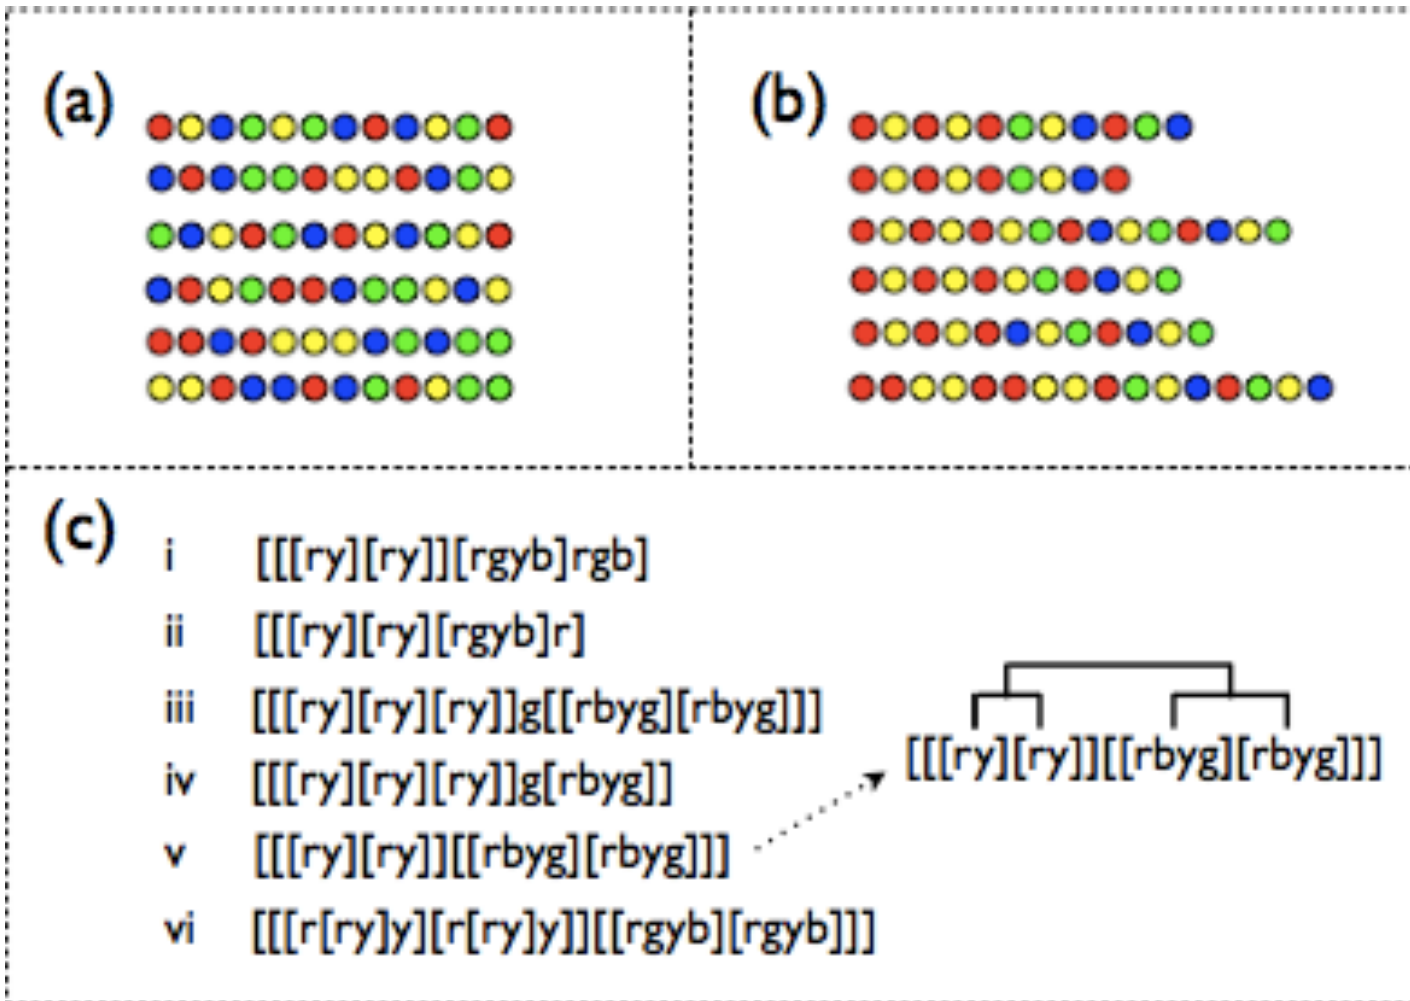 (a)
(b)
(c)
i [[[ry][ry]][rgyb]rgb]
ii [[[ry][ry][rgyb]r]
iii [[[ry][ry][ry]]g[[rbyg][rbyg]]]
iv [[[ry][ry][ry]]g[rbyg]]
v [[[ry][ry]][[rbyg][rbyg]]]
vi [[[r[ry]y][r[ry]y]][[rgyb][rgyb]]]
[[[ry][ry]][[rbyg][rbyg]]]